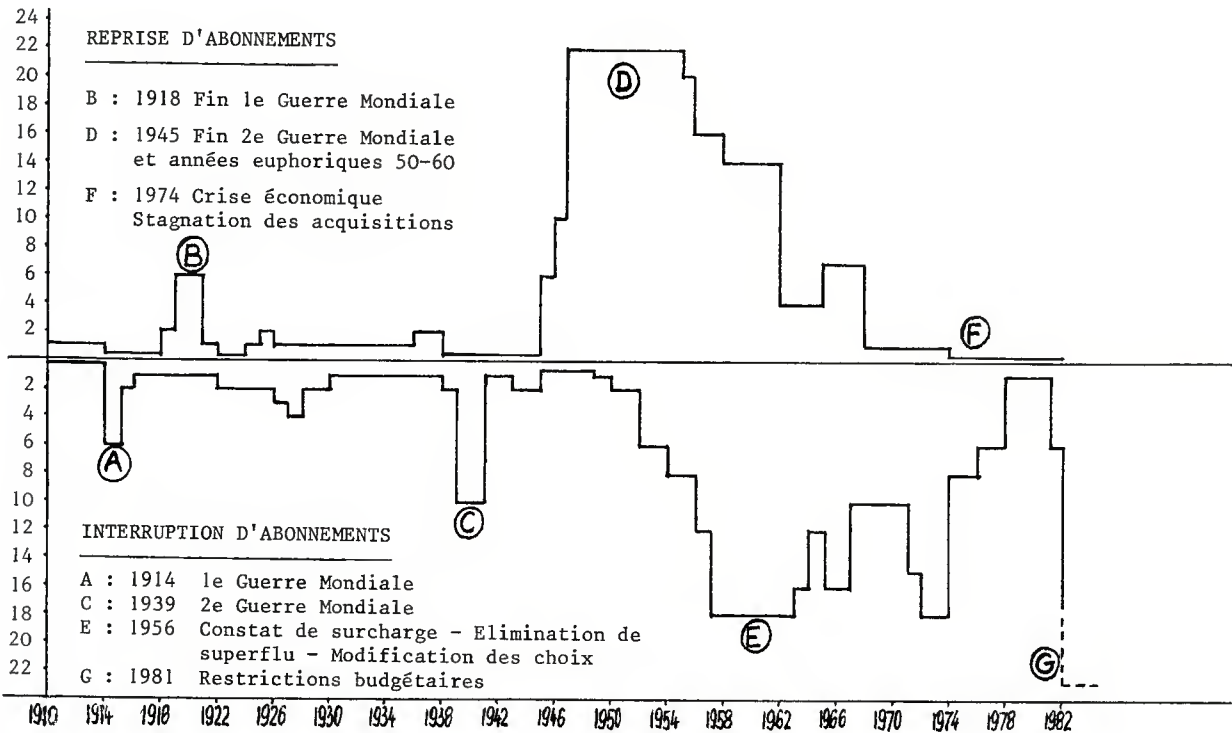 24
22
20
18
16
14
12
10
8
6
4
2
REPRISE D'ABONNEMENTS
B : 1918 Fin 1e Guerre Mondiale
D : 1945 Fin 2e Guerre Mondiale
et années euphoriques 50-60
F : 1974 Crise économique
Stagnation des acquisitions
B
D
F
2
4
6
8
10
12
14
16
18
20
22
A
C
E
G
INTERRUPTION D'ABONNEMENTS
A : 1914 1e Guerre Mondiale
C : 1939 2e Guerre Mondiale
E : 1956 Constat de surcharge - Elimination de
superflu - Modification des choix
G : 1981 Restrictions budgétaires
1910 1914 1918 1922 1926 1930 1934 1938 1942 1946 1950 1954 1958 1962 1966 1970 1974 1978 1982